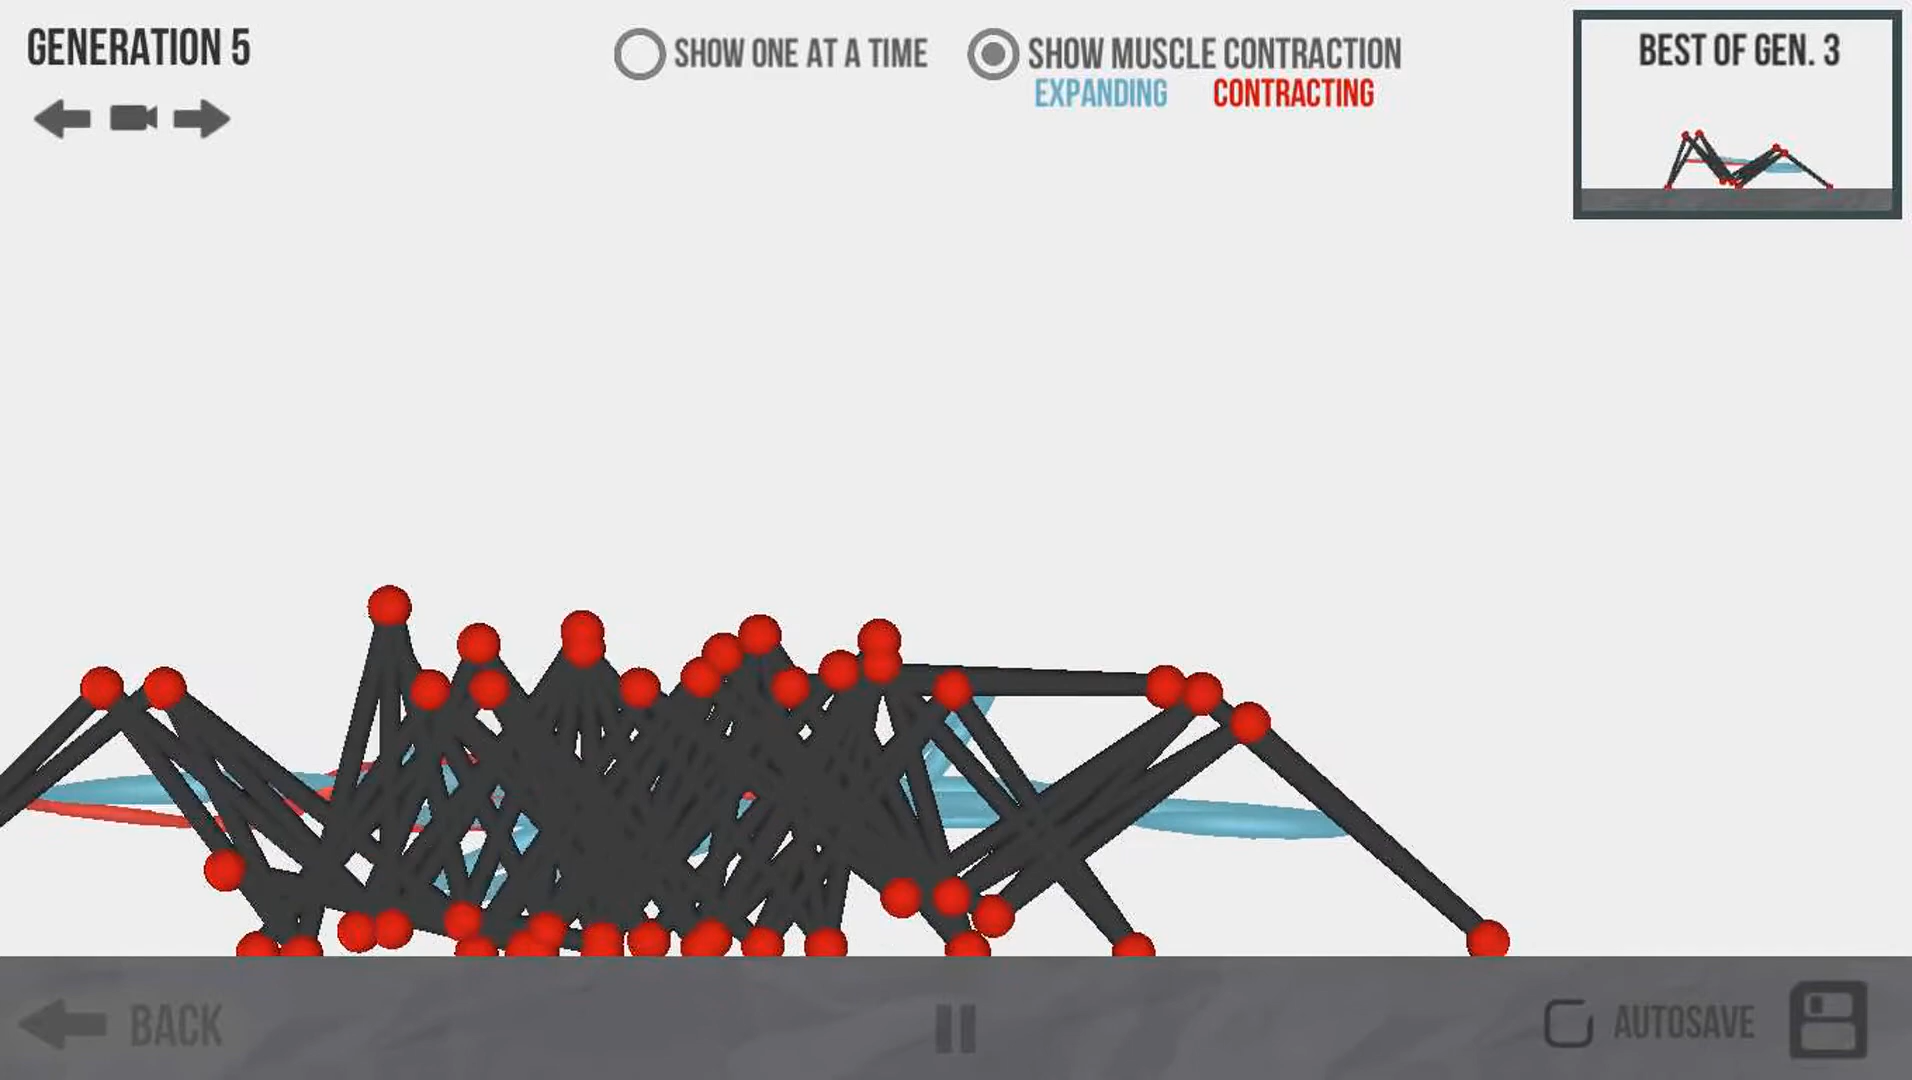 GENERATION 5
SHOW ONE AT A TIME
SHOW MUSCLE CONTRACTION
EXPANDING CONTRACTING
BEST OF GEN. 3
BACK
AUTOSAVE